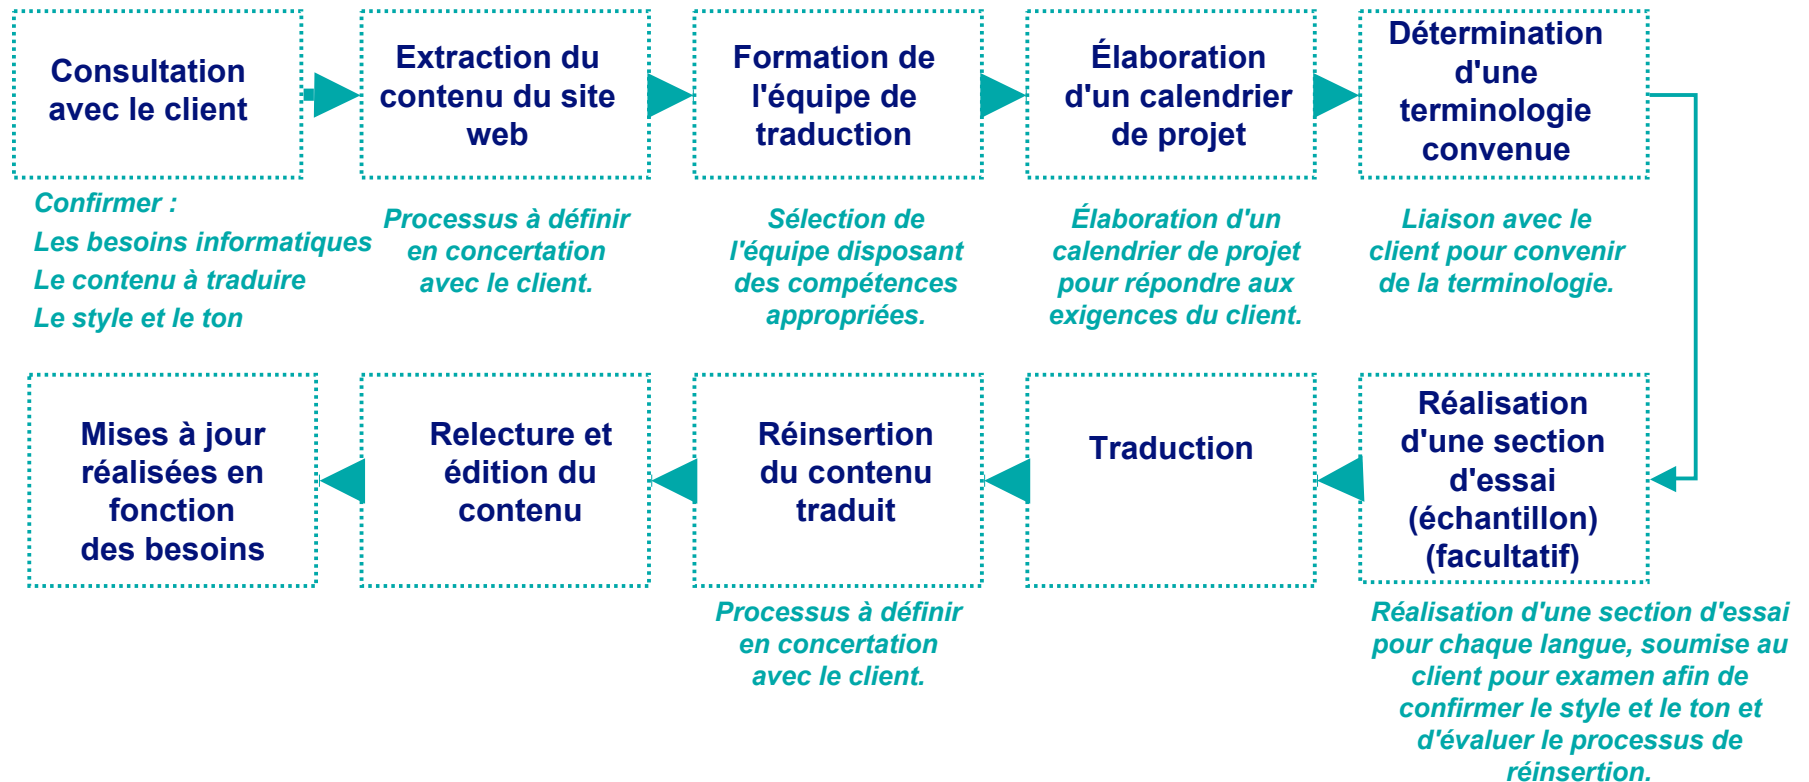 Consultation
avec le client
Extraction du
contenu du site
web
Formation de
l'équipe de
traduction
Élaboration
d'un calendrier
de projet
Détermination
d'une
terminologie
convenue
Confirmer :
Les besoins informatiques
Le contenu à traduire
Le style et le ton
Processus à définir
en concertation
avec le client.
Sélection de
l'équipe disposant
des compétences
appropriées.
Élaboration d'un
calendrier de projet
pour répondre aux
exigences du client.
Liaison avec le
client pour convenir
de la terminologie.
Réalisation
d'une section
d'essai
(échantillon)
(facultatif)
Réalisation d'une section d'essai
pour chaque langue, soumise au
client pour examen afin de
confirmer le style et le ton et
d'évaluer le processus de
réinsertion.
Traduction
Réinsertion
du contenu
traduit
Processus à définir
en concertation
avec le client.
Relecture et
édition du
contenu
Mises à jour
réalisées en
fonction
des besoins